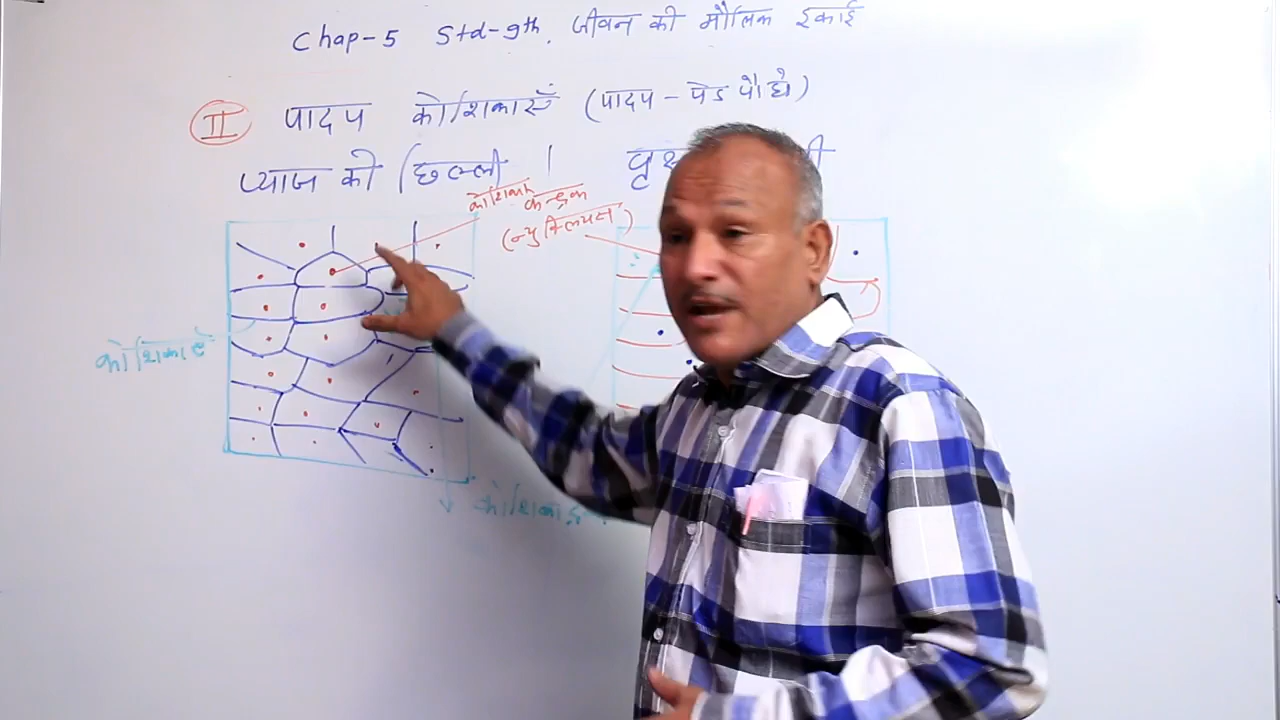 Chap-5 Std-9th. जीवन की मौलिक इकाई
II पादप कोशिकाएँ (पादप - पेड पौधे)
प्याज की झिल्ली
कोशिका केन्द्रक
(न्युक्लियस)